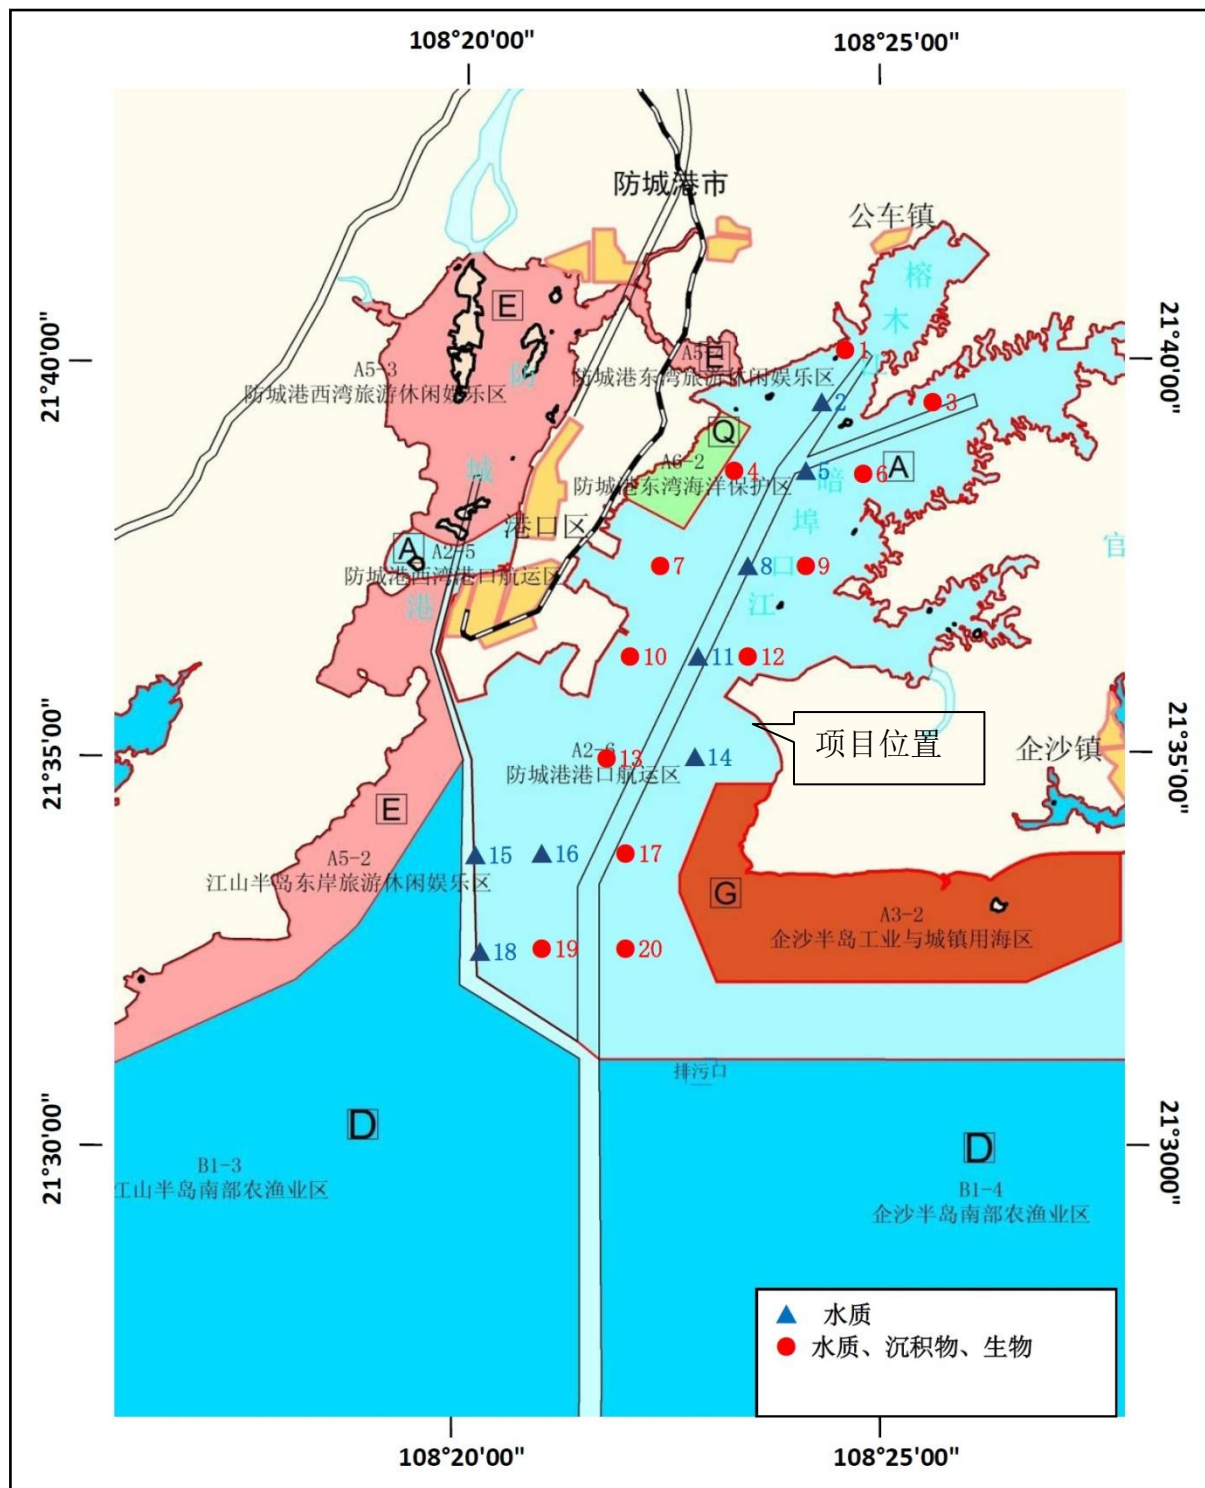 108°20'00"
108°25'00"
防城港市
公车镇
榕
木
江
E
21°40'00"
21°40'00"
A5-3
防城港西湾旅游休闲娱乐区
防
E
防城港东湾旅游休闲娱乐区
1
2
3
Q
A6-2
防城港东湾海洋保护区
4
5
6
A
城
暗
埠
口
江
港口区
官
A
A2-5
防城港西湾港口航运区
港
7
8
9
10
11
12
21°35'00"
21°35'00"
项目位置
企沙镇
A2-6
13
14
防城港港口航运区
E
A5-2
江山半岛东岸旅游休闲娱乐区
15
16
17
G
A3-2
企沙半岛工业与城镇用海区
18
19
20
排污口
21°30'00"
21°30'000"
D
D
B1-3
江山半岛南部农渔业区
B1-4
企沙半岛南部农渔业区
水质
水质、沉积物、生物
108°20'00"
108°25'00"